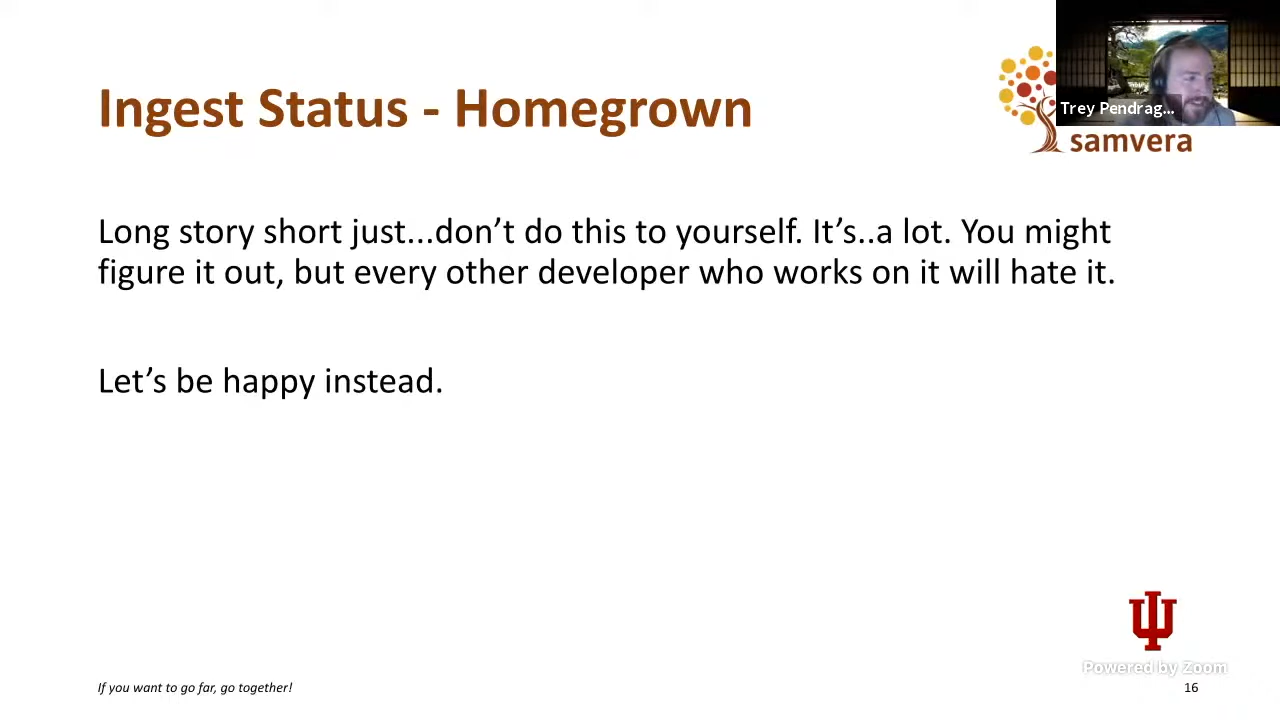 Ingest Status - Homegrown
Trey Pendrag...
samvera
Long story short just...don’t do this to yourself. It’s..a lot. You might
figure it out, but every other developer who works on it will hate it.
Let’s be happy instead.
Powered by Zoom
If you want to go far, go together!
16